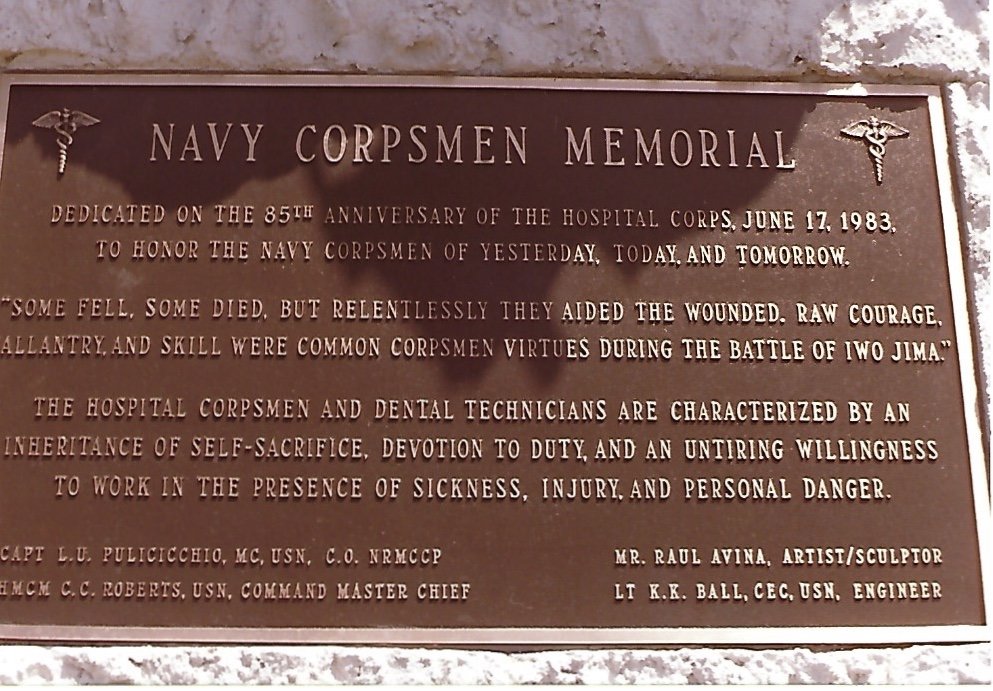 NAVY CORPSMEN MEMORIAL
DEDICATED ON THE 85TH ANNIVERSARY OF THE HOSPITAL CORPS, JUNE 17, 1983,
TO HONOR THE NAVY CORPSMEN OF YESTERDAY, TODAY, AND TOMORROW.
"SOME FELL, SOME DIED, BUT RELENTLESSLY THEY AIDED THE WOUNDED. RAW COURAGE,
ALLANTRY, AND SKILL WERE COMMON CORPSMEN VIRTUES DURING THE BATTLE OF IWO JIMA."
THE HOSPITAL CORPSMEN AND DENTAL TECHNICIANS ARE CHARACTERIZED BY AN
INHERITANCE OF SELF-SACRIFICE, DEVOTION TO DUTY, AND AN UNTIRING WILLINGNESS
TO WORK IN THE PRESENCE OF SICKNESS, INJURY, AND PERSONAL DANGER.
CAPT L.U. PULICICCHIO, MC, USN, C.O. NRMCCP
HMCM C.C. ROBERTS, USN, COMMAND MASTER CHIEF
MR. RAUL AVINA, ARTIST/SCULPTOR
LT K.K. BALL, CEC, USN, ENGINEER